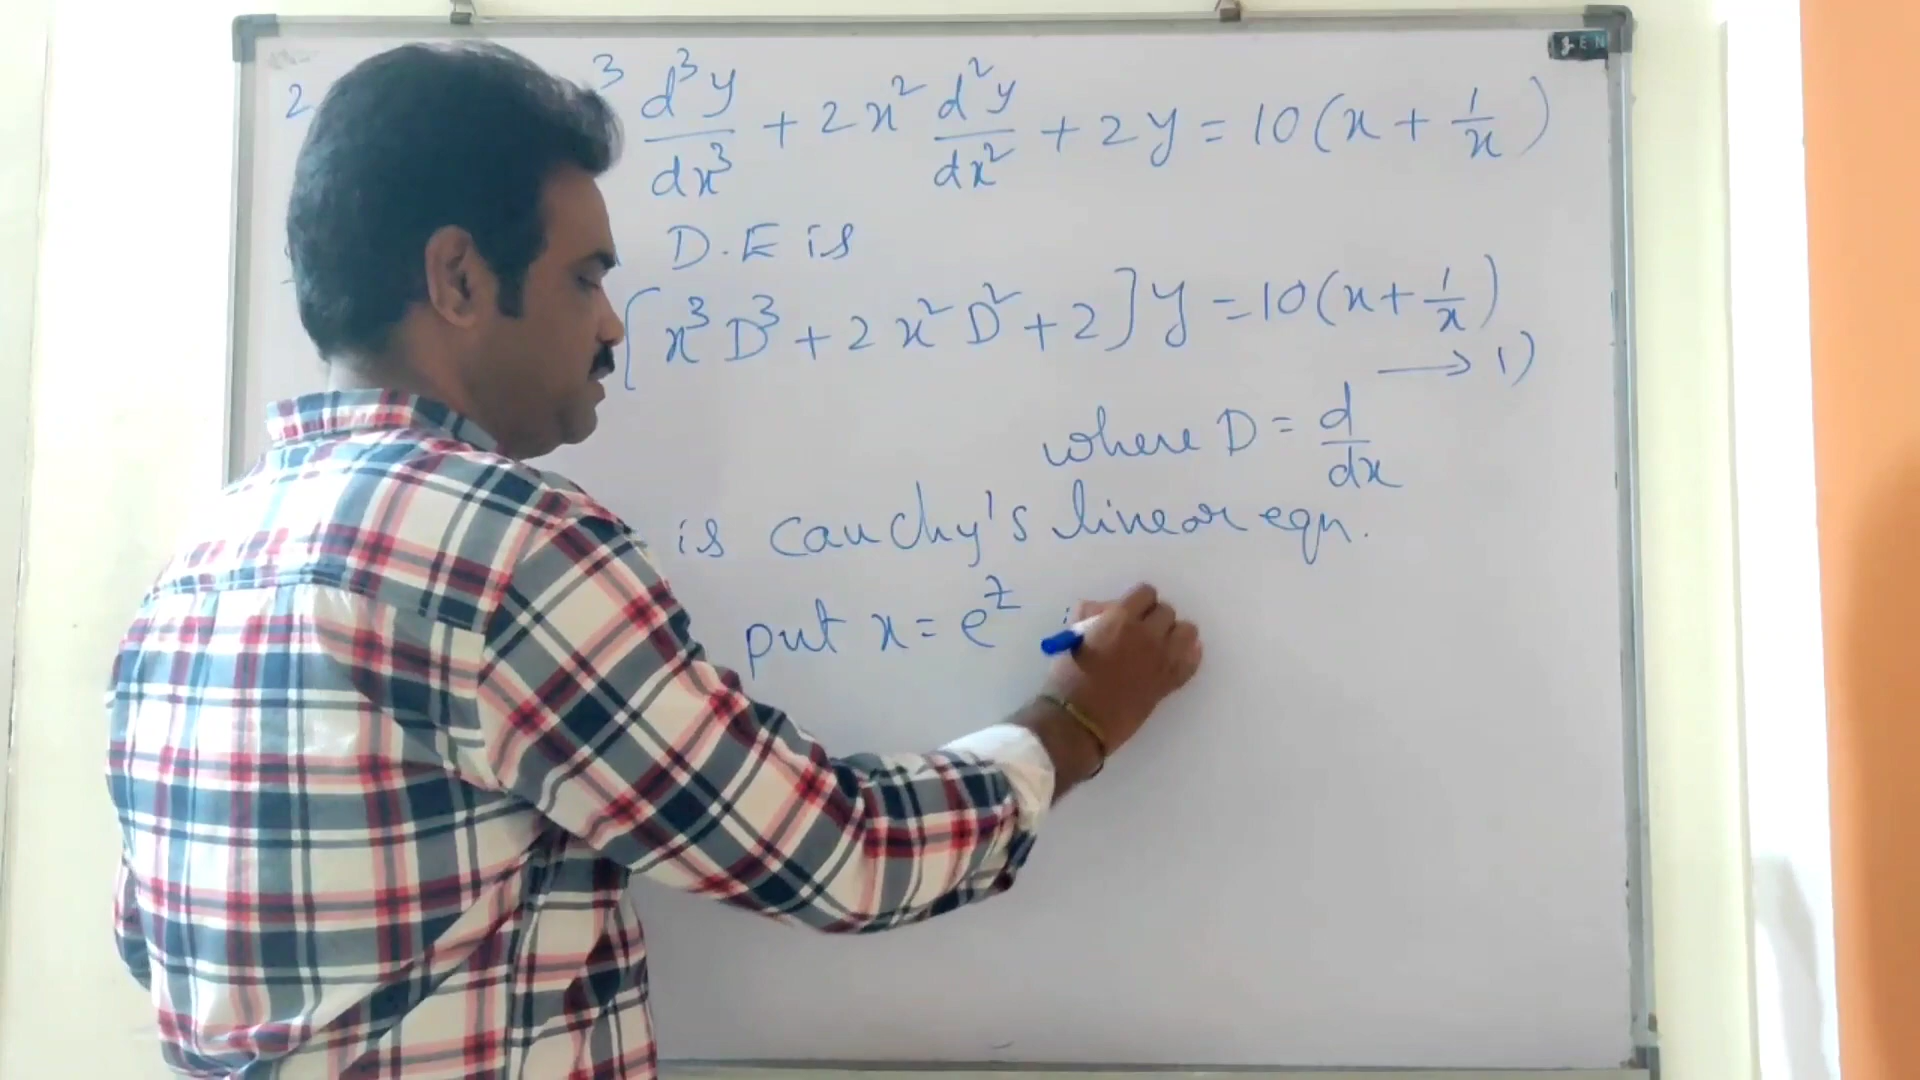 2 3 d³y/dx³ + 2x² d²y/dx² + 2y = 10(x + 1/x)
D.E is
[x³D³ + 2x²D² + 2]y = 10(x + 1/x)
→ 1)
where D = d/dx
is cauchy's linear eqn.
put x = e^z